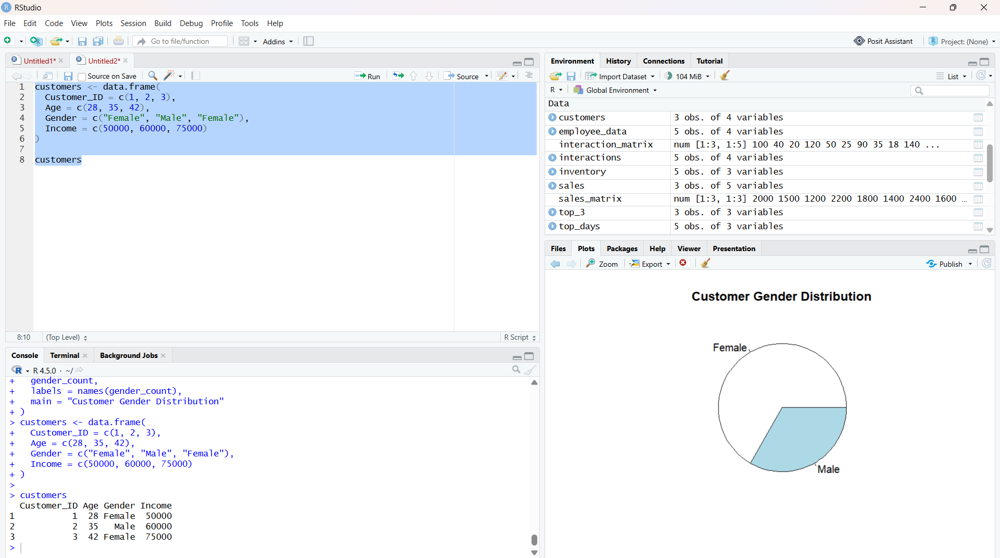 RStudio
File Edit Code View Plots Session Build Debug Profile Tools Help
Go to file/function Addins Posit Assistant Project: (None)
Untitled1* Untitled2*
Source on Save Run Source
1 customers <- data.frame(
2 Customer_ID = c(1, 2, 3),
3 Age = c(28, 35, 42),
4 Gender = c("Female", "Male", "Female"),
5 Income = c(50000, 60000, 75000)
6 )
7
8 customers
8:10 (Top Level) R Script
Console Terminal Background Jobs
R 4.5.0 · ~/
+ gender_count,
+ labels = names(gender_count),
+ main = "Customer Gender Distribution"
+ )
> customers <- data.frame(
+ Customer_ID = c(1, 2, 3),
+ Age = c(28, 35, 42),
+ Gender = c("Female", "Male", "Female"),
+ Income = c(50000, 60000, 75000)
+ )
>
> customers
Customer_ID Age Gender Income
1 1 28 Female 50000
2 2 35 Male 60000
3 3 42 Female 75000
>
Environment History Connections Tutorial
Import Dataset 104 MiB List
R Global Environment
Data
customers 3 obs. of 4 variables
employee_data 5 obs. of 4 variables
interaction_matrix num [1:3, 1:5] 100 40 20 120 50 25 90 35 18 140 ...
interactions 5 obs. of 4 variables
inventory 5 obs. of 3 variables
sales 3 obs. of 5 variables
sales_matrix num [1:3, 1:3] 2000 1500 1200 2200 1800 1400 2400 1600 …
top_3 3 obs. of 3 variables
top_days 5 obs. of 3 variables
Files Plots Packages Help Viewer Presentation
Zoom Export Publish
Customer Gender Distribution
Female
Male